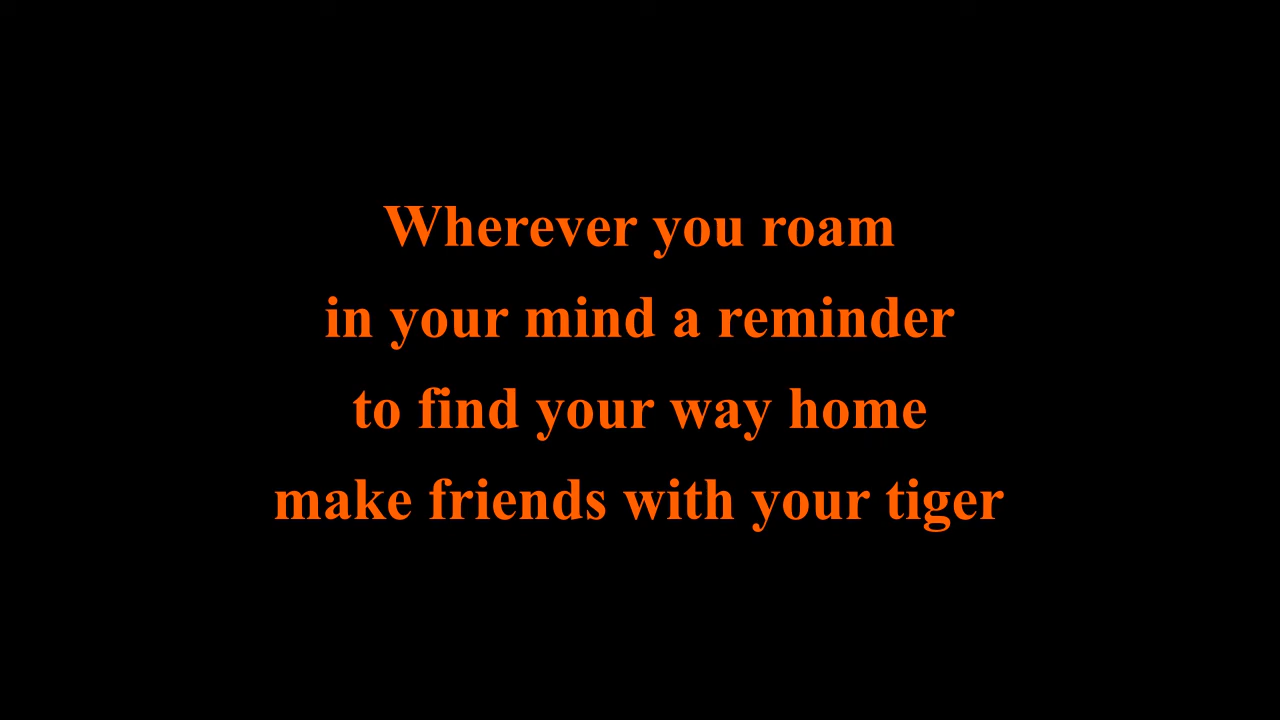 Wherever you roam
in your mind a reminder
to find your way home
make friends with your tiger